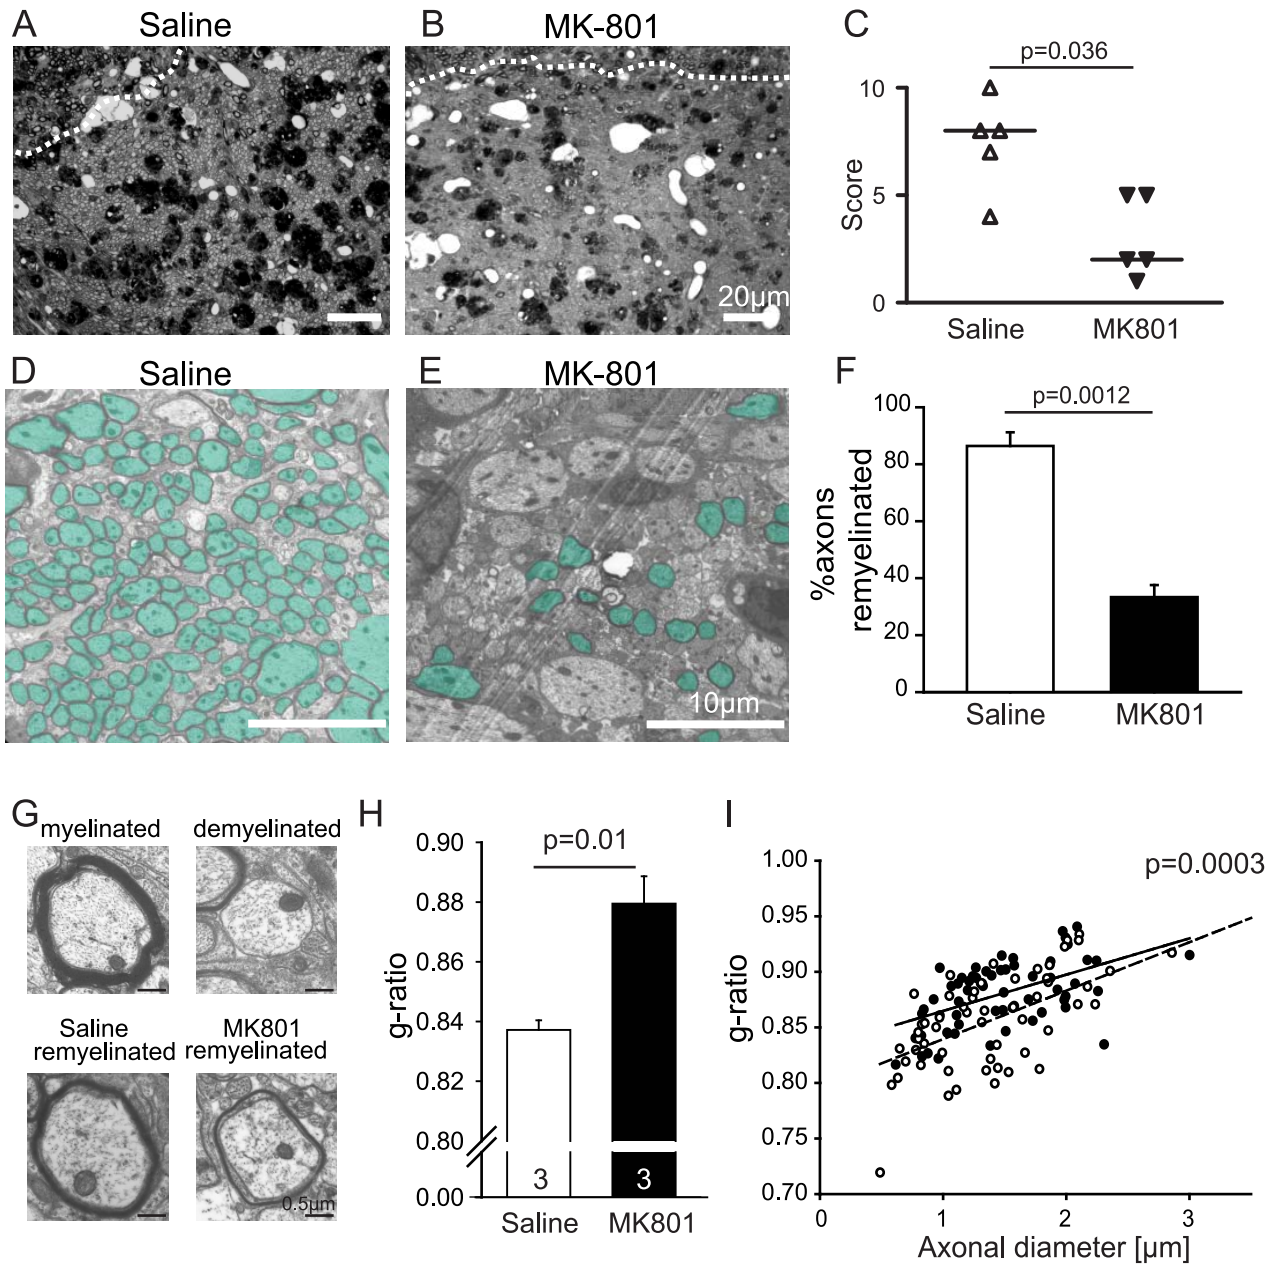 A
Saline
B
MK-801
20µm
C
p=0.036
10
5
0
Score
Saline
MK801
D
Saline
E
MK-801
10µm
F
p=0.0012
100
80
60
40
20
0
%axons
remyelinated
Saline
MK801
G
myelinated
demyelinated
Saline
remyelinated
MK801
remyelinated
0.5µm
H
p=0.01
0.90
0.88
0.86
0.84
0.82
0.80
0.00
g-ratio
3
3
Saline
MK801
I
p=0.0003
1.00
0.95
0.90
0.85
0.80
0.75
0.70
g-ratio
0
1
2
3
Axonal diameter [µm]